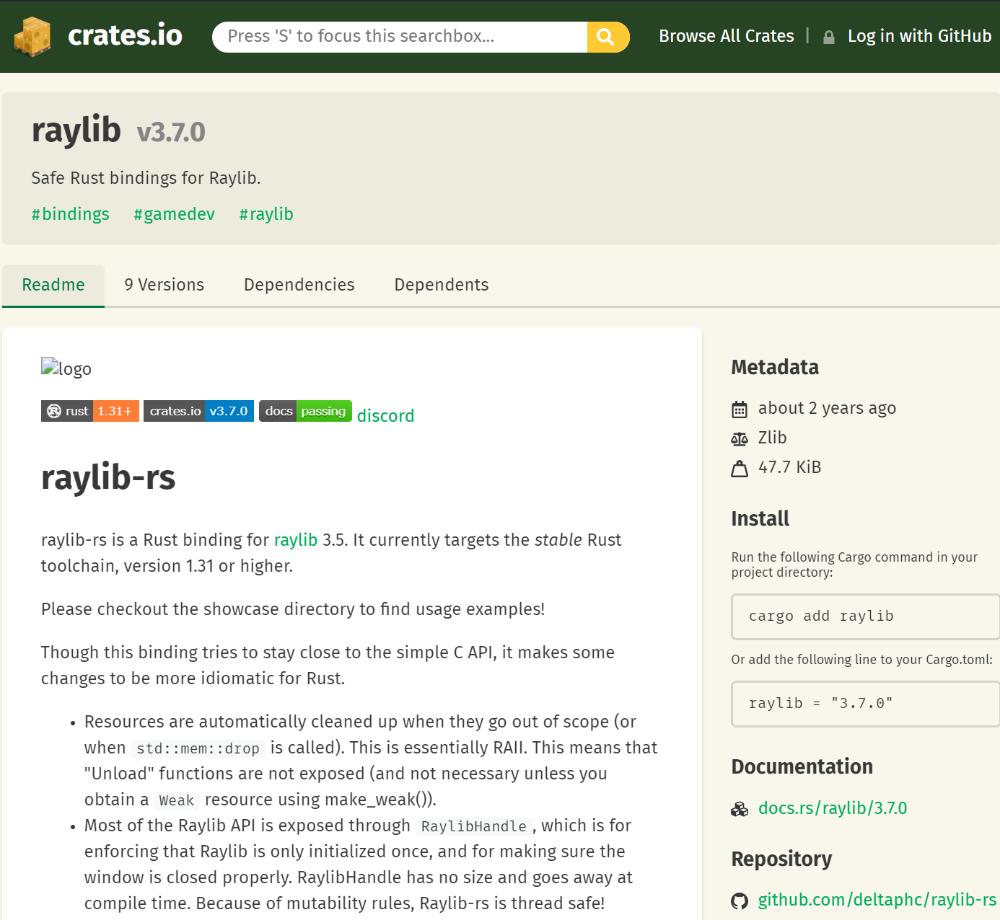 crates.io
Press 'S' to focus this searchbox...
Browse All Crates | Log in with GitHub
raylib v3.7.0
Safe Rust bindings for Raylib.
#bindings #gamedev #raylib
Readme 9 Versions Dependencies Dependents
logo
rust 1.31+ crates.io v3.7.0 docs passing discord
raylib-rs
raylib-rs is a Rust binding for raylib 3.5. It currently targets the stable Rust
toolchain, version 1.31 or higher.
Please checkout the showcase directory to find usage examples!
Though this binding tries to stay close to the simple C API, it makes some
changes to be more idiomatic for Rust.
• Resources are automatically cleaned up when they go out of scope (or
when std::mem::drop is called). This is essentially RAII. This means that
"Unload" functions are not exposed (and not necessary unless you
obtain a Weak resource using make_weak()).
• Most of the Raylib API is exposed through RaylibHandle, which is for
enforcing that Raylib is only initialized once, and for making sure the
window is closed properly. RaylibHandle has no size and goes away at
compile time. Because of mutability rules, Raylib-rs is thread safe!
Metadata
about 2 years ago
Zlib
47.7 KiB
Install
Run the following Cargo command in your
project directory:
cargo add raylib
Or add the following line to your Cargo.toml:
raylib = "3.7.0"
Documentation
docs.rs/raylib/3.7.0
Repository
github.com/deltaphc/raylib-rs